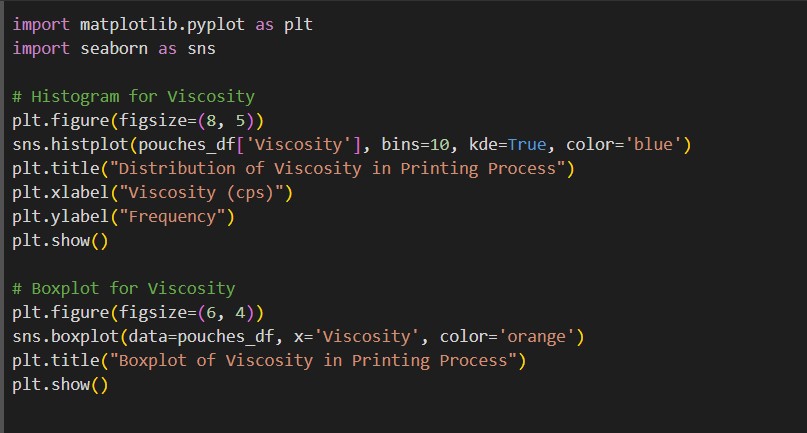 import matplotlib.pyplot as plt
import seaborn as sns
# Histogram for Viscosity
plt.figure(figsize=(8, 5))
sns.histplot(pouches_df['Viscosity'], bins=10, kde=True, color='blue')
plt.title("Distribution of Viscosity in Printing Process")
plt.xlabel("Viscosity (cps)")
plt.ylabel("Frequency")
plt.show()
# Boxplot for Viscosity
plt.figure(figsize=(6, 4))
sns.boxplot(data=pouches_df, x='Viscosity', color='orange')
plt.title("Boxplot of Viscosity in Printing Process")
plt.show()